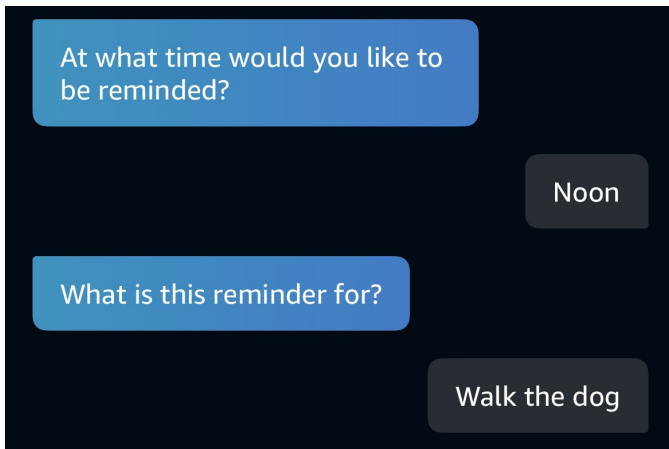 At what time would you like to
be reminded?
Noon
What is this reminder for?
Walk the dog